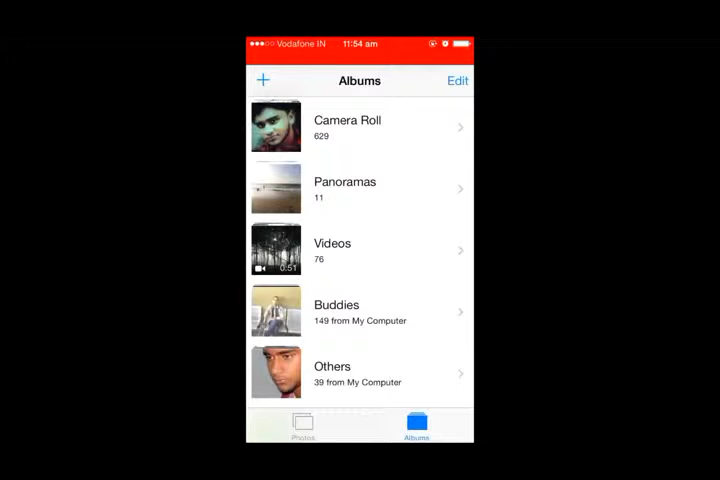 Vodafone IN 11:54 am
Albums Edit
Camera Roll
629
Panoramas
11
Videos
76
0:51
Buddies
149 from My Computer
Others
39 from My Computer
Photos Albums